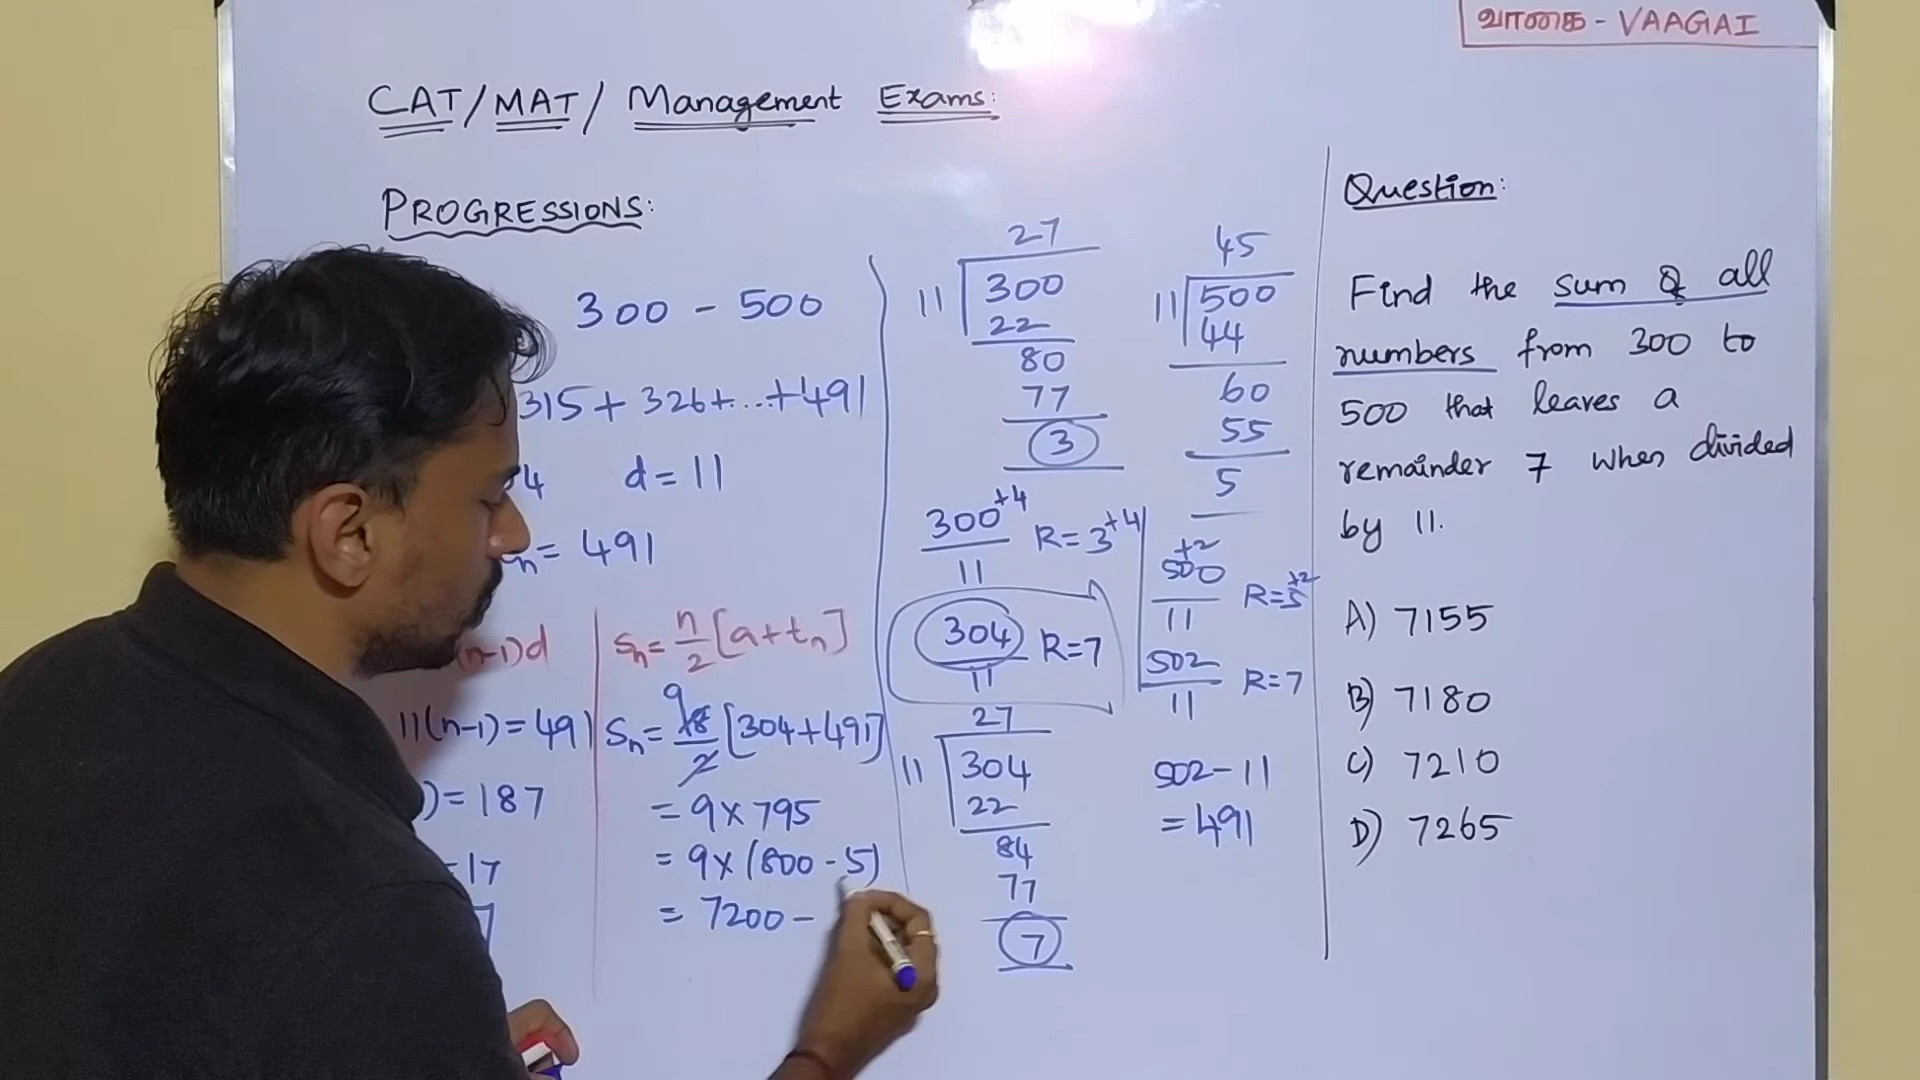 வாகை - VAAGAI
CAT/MAT/ Management Exams:
PROGRESSIONS:
300 - 500
315 + 326 + ... + 491
4 d = 11
n = 491
(n-1)d
11(n-1) = 491
) = 187
= 17
Sn = n/2 [a + tn]
9
Sn = 18/2 [304 + 491]
= 9 x 795
= 9 x (800 - 5)
= 7200 -
27
11 300
22
80
77
3
300+4/11 R = 3+4
304/11 R = 7
27
11 304
22
84
77
7
45
11 500
44
60
55
5
+2
500/11 R = 5+2
502/11 R = 7
502 - 11
= 491
Question:
Find the sum of all
numbers from 300 to
500 that leaves a
remainder 7 when divided
by 11.
A) 7155
B) 7180
C) 7210
D) 7265